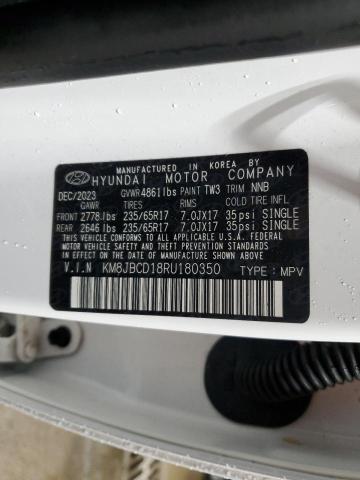 MANUFACTURED IN KOREA BY
HYUNDAI MOTOR COMPANY
DEC/2023 GVWR 4861lbs PAINT TW3 TRIM NNB
GAWR TIRES RIMS COLD TIRE INFL
FRONT 2778lbs 235/65R17 7.0JX17 35psi SINGLE
REAR 2646lbs 235/65R17 7.0JX17 35psi SINGLE
THIS VEHICLE CONFORMS TO ALL APPLICABLE
FEDERAL MOTOR VEHICLE SAFETY, BUMPER, AND
THEFT PREVENTION STANDARDS
IN EFFECT ON THE DATE OF
MANUFACTURE SHOWN ABOVE.
V.I.N KM8JBCD18RU180350 TYPE: MPV